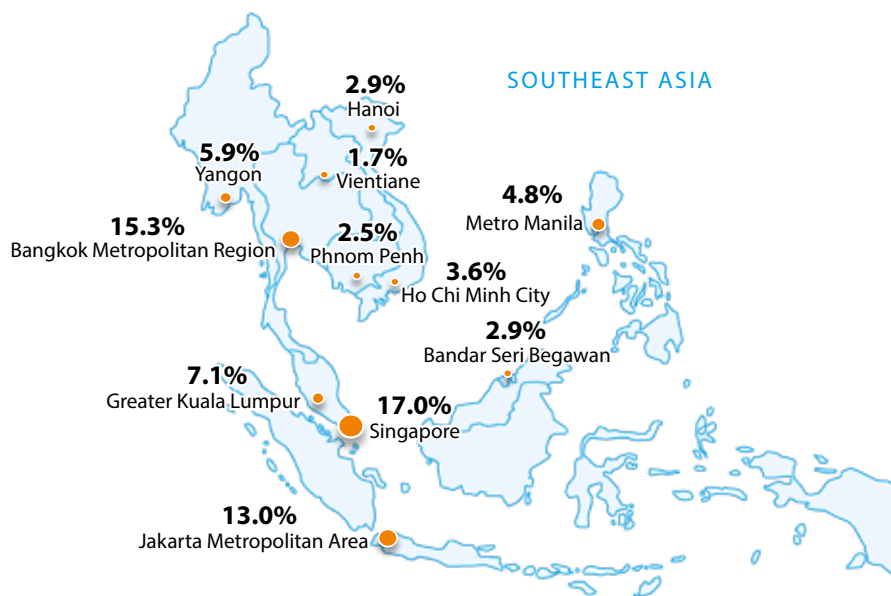 SOUTHEAST ASIA
2.9%
Hanoi
5.9%
Yangon
1.7%
Vientiane
4.8%
Metro Manila
15.3%
Bangkok Metropolitan Region
2.5%
Phnom Penh
3.6%
Ho Chi Minh City
2.9%
Bandar Seri Begawan
7.1%
Greater Kuala Lumpur
17.0%
Singapore
13.0%
Jakarta Metropolitan Area